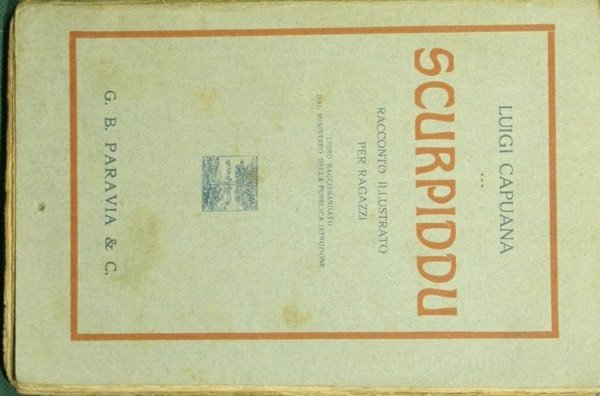 LUIGI CAPUANA
SCURPIDDU
RACCONTO ILLUSTRATO
PER RAGAZZI
LIBRO RACCOMANDATO
DAL MINISTERO DELLA PUBBLICA ISTRUZIONE
G. B. PARAVIA & C.